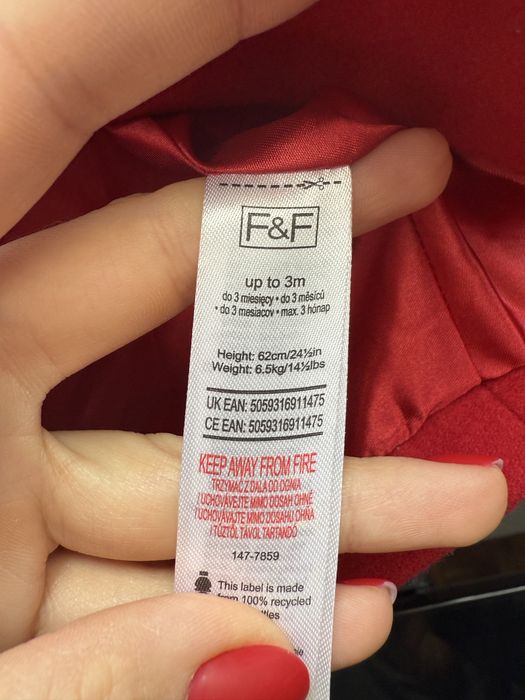 F&F
up to 3m
do 3 miesięcy • do 3 měsíců
• do 3 mesiacov • max. 3 hónap
Height: 62cm/24½in
Weight: 6.5kg/14½lbs
UK EAN: 5059316911475
CE EAN: 5059316911475
KEEP AWAY FROM FIRE
TRZYMAĆ Z DALA OD OGNIA
/ UCHOVÁVEJTE MIMO DOSAH OHNĚ
/ UCHOVÁVAJTE MIMO DOSAHU OHŇA
/ TŰZTŐL TÁVOL TARTANDÓ
147-7859
This label is made
from 100% recycled